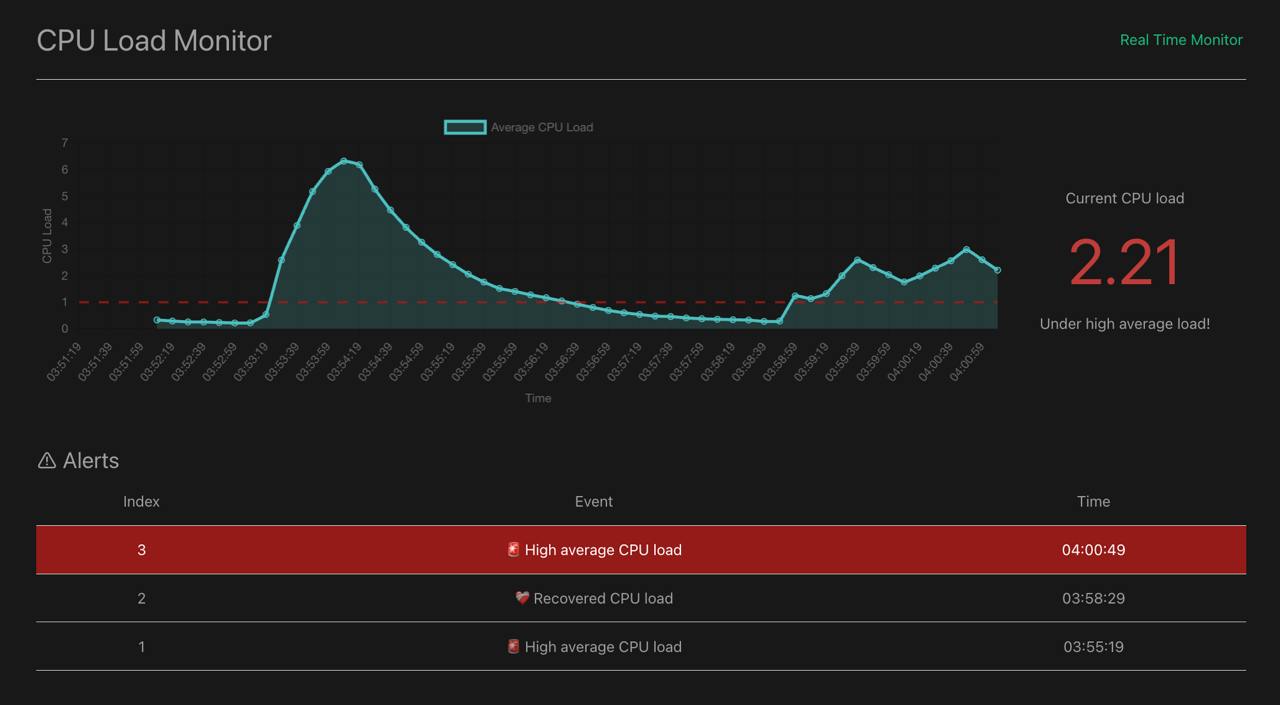 CPU Load Monitor
Real Time Monitor
Average CPU Load
7
6
5
4
3
2
1
0
CPU Load
03:51:19 03:51:39 03:51:59 03:52:19 03:52:39 03:52:59 03:53:19 03:53:39 03:53:59 03:54:19 03:54:39 03:54:59 03:55:19 03:55:39 03:55:59 03:56:19 03:56:39 03:56:59 03:57:19 03:57:39 03:57:59 03:58:19 03:58:39 03:58:59 03:59:19 03:59:39 03:59:59 04:00:19 04:00:39 04:00:59
Time
Current CPU load
2.21
Under high average load!
Alerts
Index Event Time
3 🚨 High average CPU load 04:00:49
2 ❤️‍🩹 Recovered CPU load 03:58:29
1 🚨 High average CPU load 03:55:19